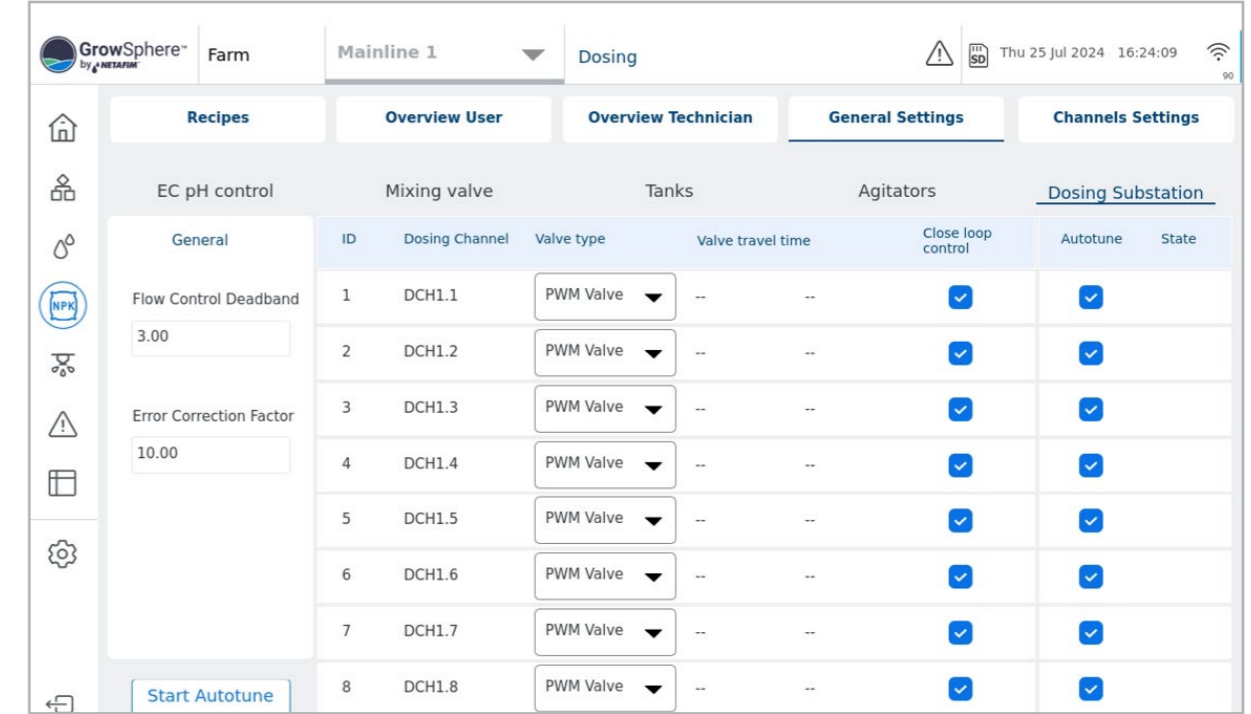 GrowSphere™
by NETAFIM™
Farm
Mainline 1
Dosing
SD
Thu 25 Jul 2024 16:24:09
90
Recipes Overview User Overview Technician General Settings Channels Settings
EC pH control Mixing valve Tanks Agitators Dosing Substation
General
Flow Control Deadband
3.00
Error Correction Factor
10.00
Start Autotune
NPK
ID Dosing Channel Valve type Valve travel time Close loop control Autotune State
1 DCH1.1 PWM Valve -- --
2 DCH1.2 PWM Valve -- --
3 DCH1.3 PWM Valve -- --
4 DCH1.4 PWM Valve -- --
5 DCH1.5 PWM Valve -- --
6 DCH1.6 PWM Valve -- --
7 DCH1.7 PWM Valve -- --
8 DCH1.8 PWM Valve -- --